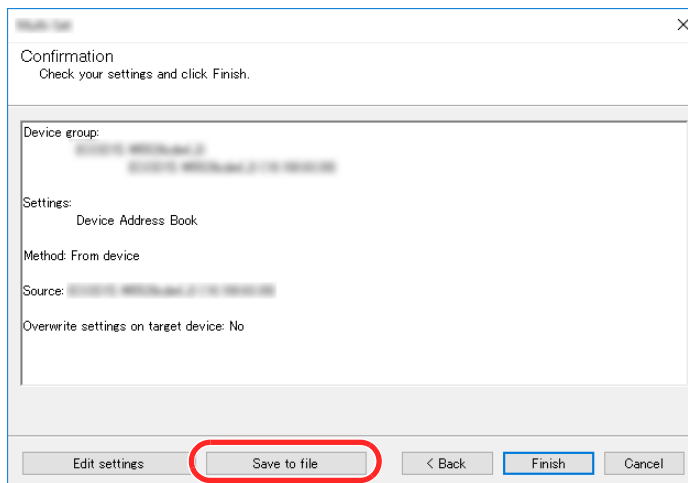 Confirmation
Check your settings and click Finish.
Device group:
Settings:
Device Address Book
Method: From device
Source:
Overwrite settings on target device: No
Edit settings
Save to file
< Back
Finish
Cancel